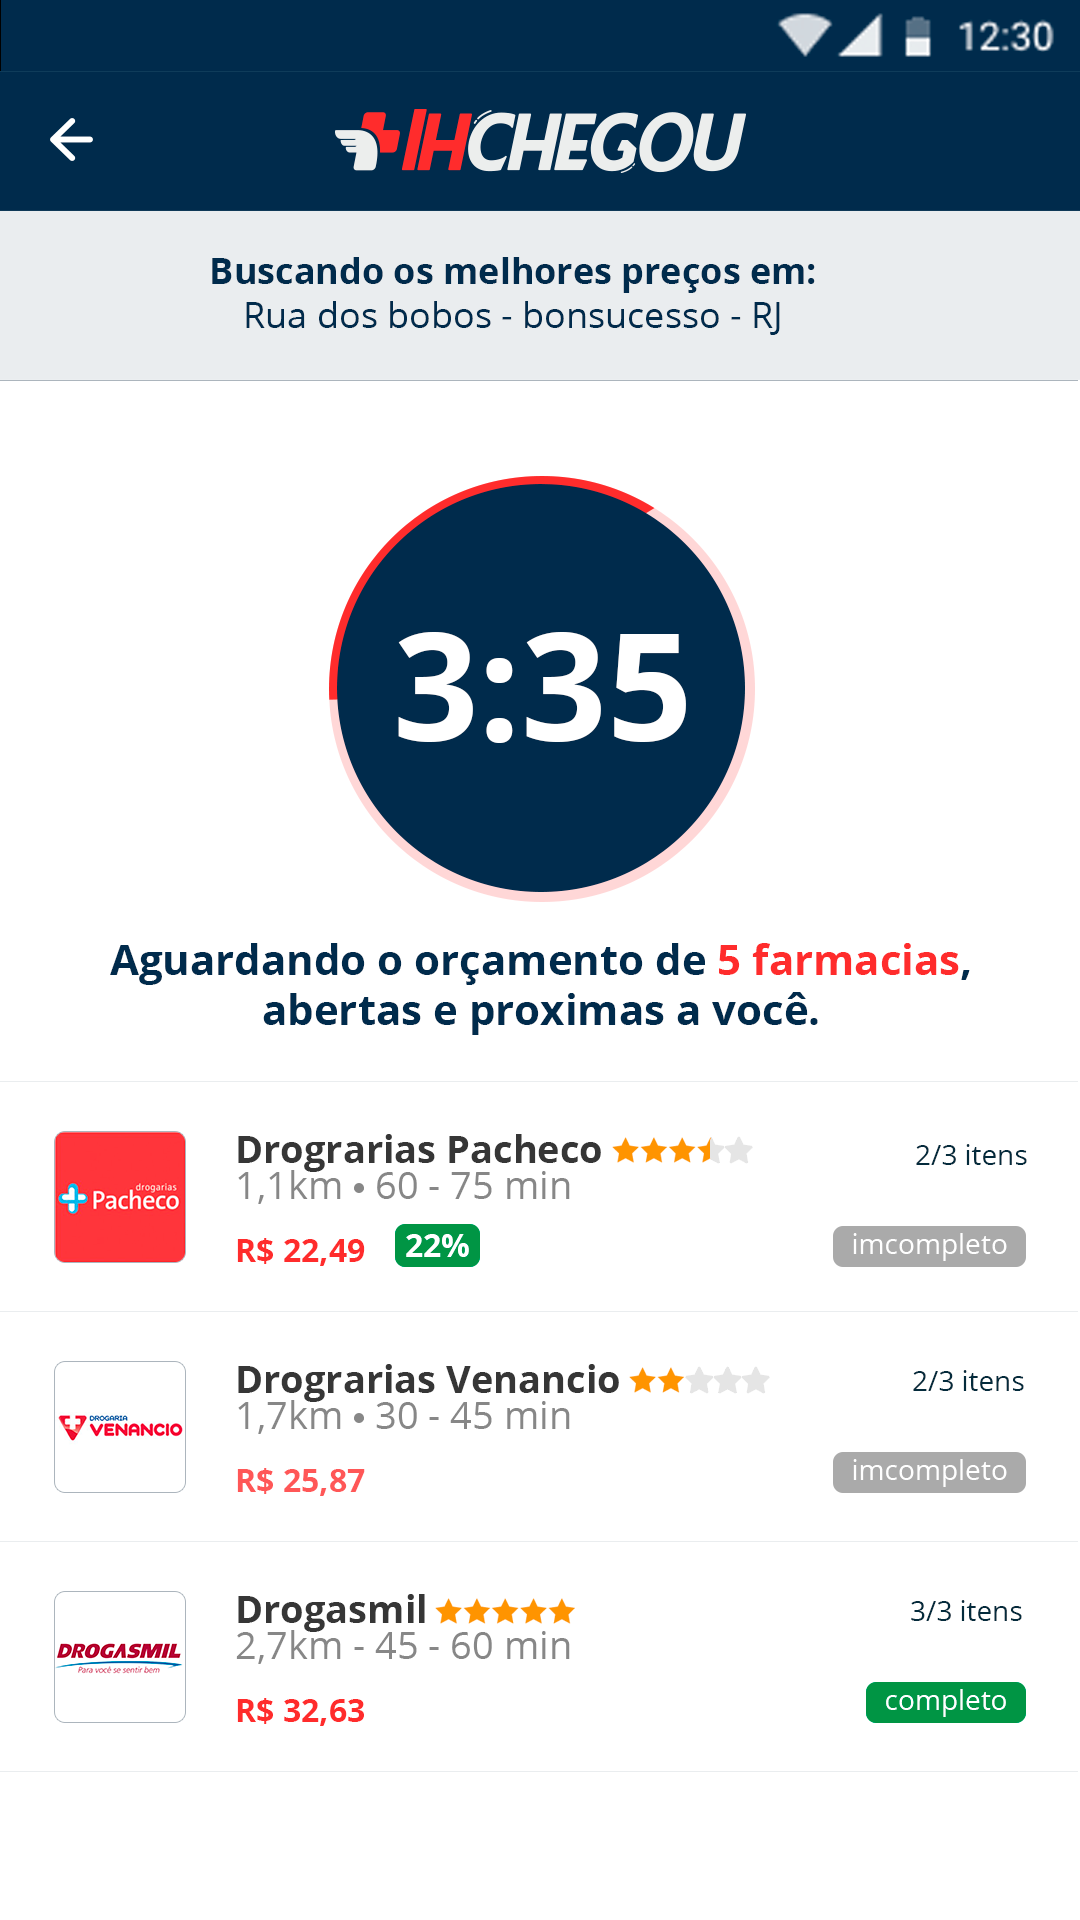 12:30
IHCHEGOU
Buscando os melhores preços em:
Rua dos bobos - bonsucesso - RJ
3:35
Aguardando o orçamento de 5 farmacias,
abertas e proximas a você.
drogarias
Pacheco
Drograrias Pacheco
2/3 itens
1,1km • 60 - 75 min
R$ 22,49
22%
imcompleto
DROGARIA
VENANCIO
Drograrias Venancio
2/3 itens
1,7km • 30 - 45 min
R$ 25,87
imcompleto
DROGASMIL
Para você se sentir bem
Drogasmil
3/3 itens
2,7km - 45 - 60 min
R$ 32,63
completo